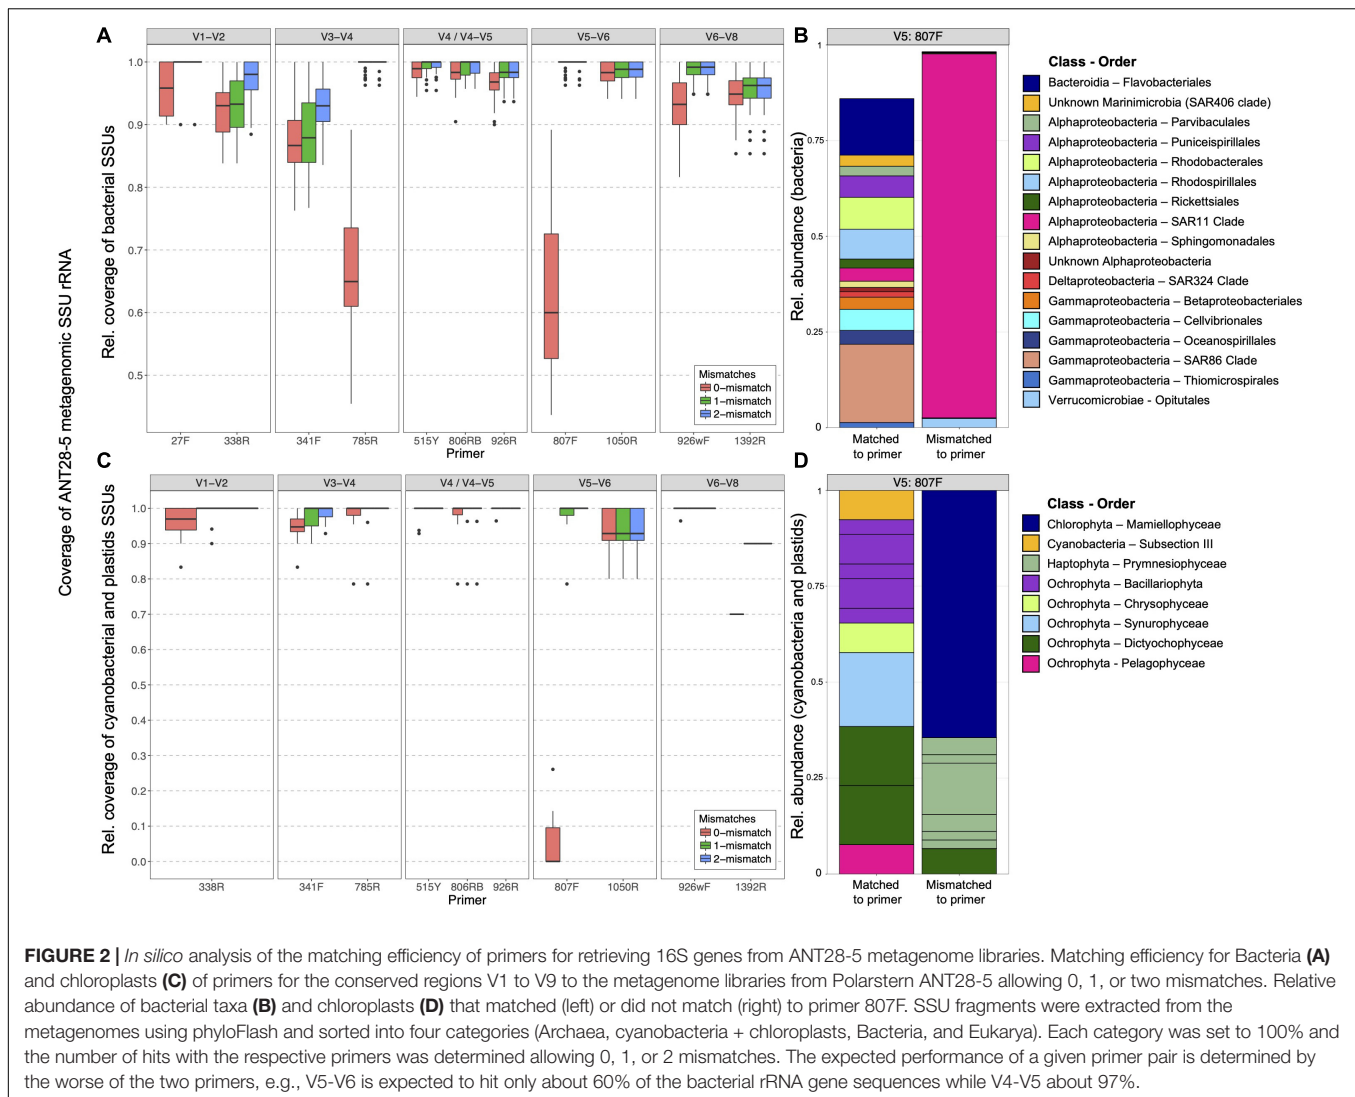 Coverage of ANT28-5 metagenomic SSU rRNA
A
Rel. coverage of bacterial SSUs
V1–V2
V3–V4
V4 / V4–V5
V5–V6
V6–V8
1.0
0.9
0.8
0.7
0.6
0.5
Mismatches
0–mismatch
1–mismatch
2–mismatch
27F
338R
341F
785R
515Y
806RB
926R
807F
1050R
926wF
1392R
Primer
B
V5: 807F
Rel. abundance (bacteria)
1
0.75
0.5
0.25
0
Matched
to primer
Mismatched
to primer
Class - Order
Bacteroidia – Flavobacteriales
Unknown Marinimicrobia (SAR406 clade)
Alphaproteobacteria – Parvibaculales
Alphaproteobacteria – Puniceispirillales
Alphaproteobacteria – Rhodobacterales
Alphaproteobacteria – Rhodospirillales
Alphaproteobacteria – Rickettsiales
Alphaproteobacteria – SAR11 Clade
Alphaproteobacteria – Sphingomonadales
Unknown Alphaproteobacteria
Deltaproteobacteria – SAR324 Clade
Gammaproteobacteria – Betaproteobacteriales
Gammaproteobacteria – Cellvibrionales
Gammaproteobacteria – Oceanospirillales
Gammaproteobacteria – SAR86 Clade
Gammaproteobacteria – Thiomicrospirales
Verrucomicrobiae - Opitutales
C
Rel. coverage of cyanobacterial and plastids SSUs
V1–V2
V3–V4
V4 / V4–V5
V5–V6
V6–V8
1.0
0.9
0.8
0.7
0.6
0.5
0.4
0.3
0.2
0.1
0.0
Mismatches
0–mismatch
1–mismatch
2–mismatch
338R
341F
785R
515Y
806RB
926R
807F
1050R
926wF
1392R
Primer
D
V5: 807F
Rel. abundance (cyanobacteria and plastids)
1
0.75
0.5
0.25
0
Matched
to primer
Mismatched
to primer
Class - Order
Chlorophyta – Mamiellophyceae
Cyanobacteria – Subsection III
Haptophyta – Prymnesiophyceae
Ochrophyta – Bacillariophyta
Ochrophyta – Chrysophyceae
Ochrophyta – Synurophyceae
Ochrophyta – Dictyochophyceae
Ochrophyta - Pelagophyceae
FIGURE 2 | In silico analysis of the matching efficiency of primers for retrieving 16S genes from ANT28-5 metagenome libraries. Matching efficiency for Bacteria (A)
and chloroplasts (C) of primers for the conserved regions V1 to V9 to the metagenome libraries from Polarstern ANT28-5 allowing 0, 1, or two mismatches. Relative
abundance of bacterial taxa (B) and chloroplasts (D) that matched (left) or did not match (right) to primer 807F. SSU fragments were extracted from the
metagenomes using phyloFlash and sorted into four categories (Archaea, cyanobacteria + chloroplasts, Bacteria, and Eukarya). Each category was set to 100% and
the number of hits with the respective primers was determined allowing 0, 1, or 2 mismatches. The expected performance of a given primer pair is determined by
the worse of the two primers, e.g., V5-V6 is expected to hit only about 60% of the bacterial rRNA gene sequences while V4-V5 about 97%.